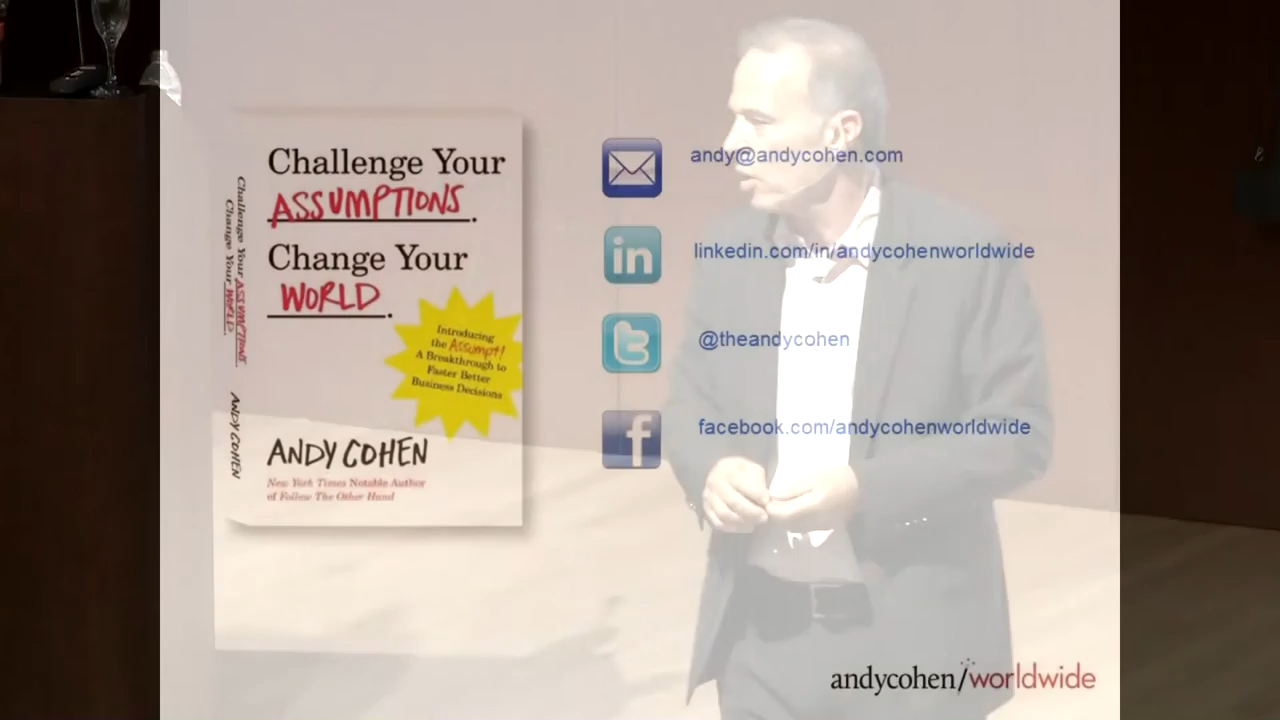 Challenge Your
ASSUMPTIONS.
Change Your
WORLD.
Introducing
the Assumpt!
A Breakthrough to
Faster Better
Business Decisions
ANDY COHEN
New York Times Notable Author
of Follow The Other Hand
Challenge Your ASSUMPTIONS.
Change Your WORLD.
ANDY COHEN
andy@andycohen.com
in
linkedin.com/in/andycohenworldwide
@theandycohen
f
facebook.com/andycohenworldwide
andycohen/worldwide